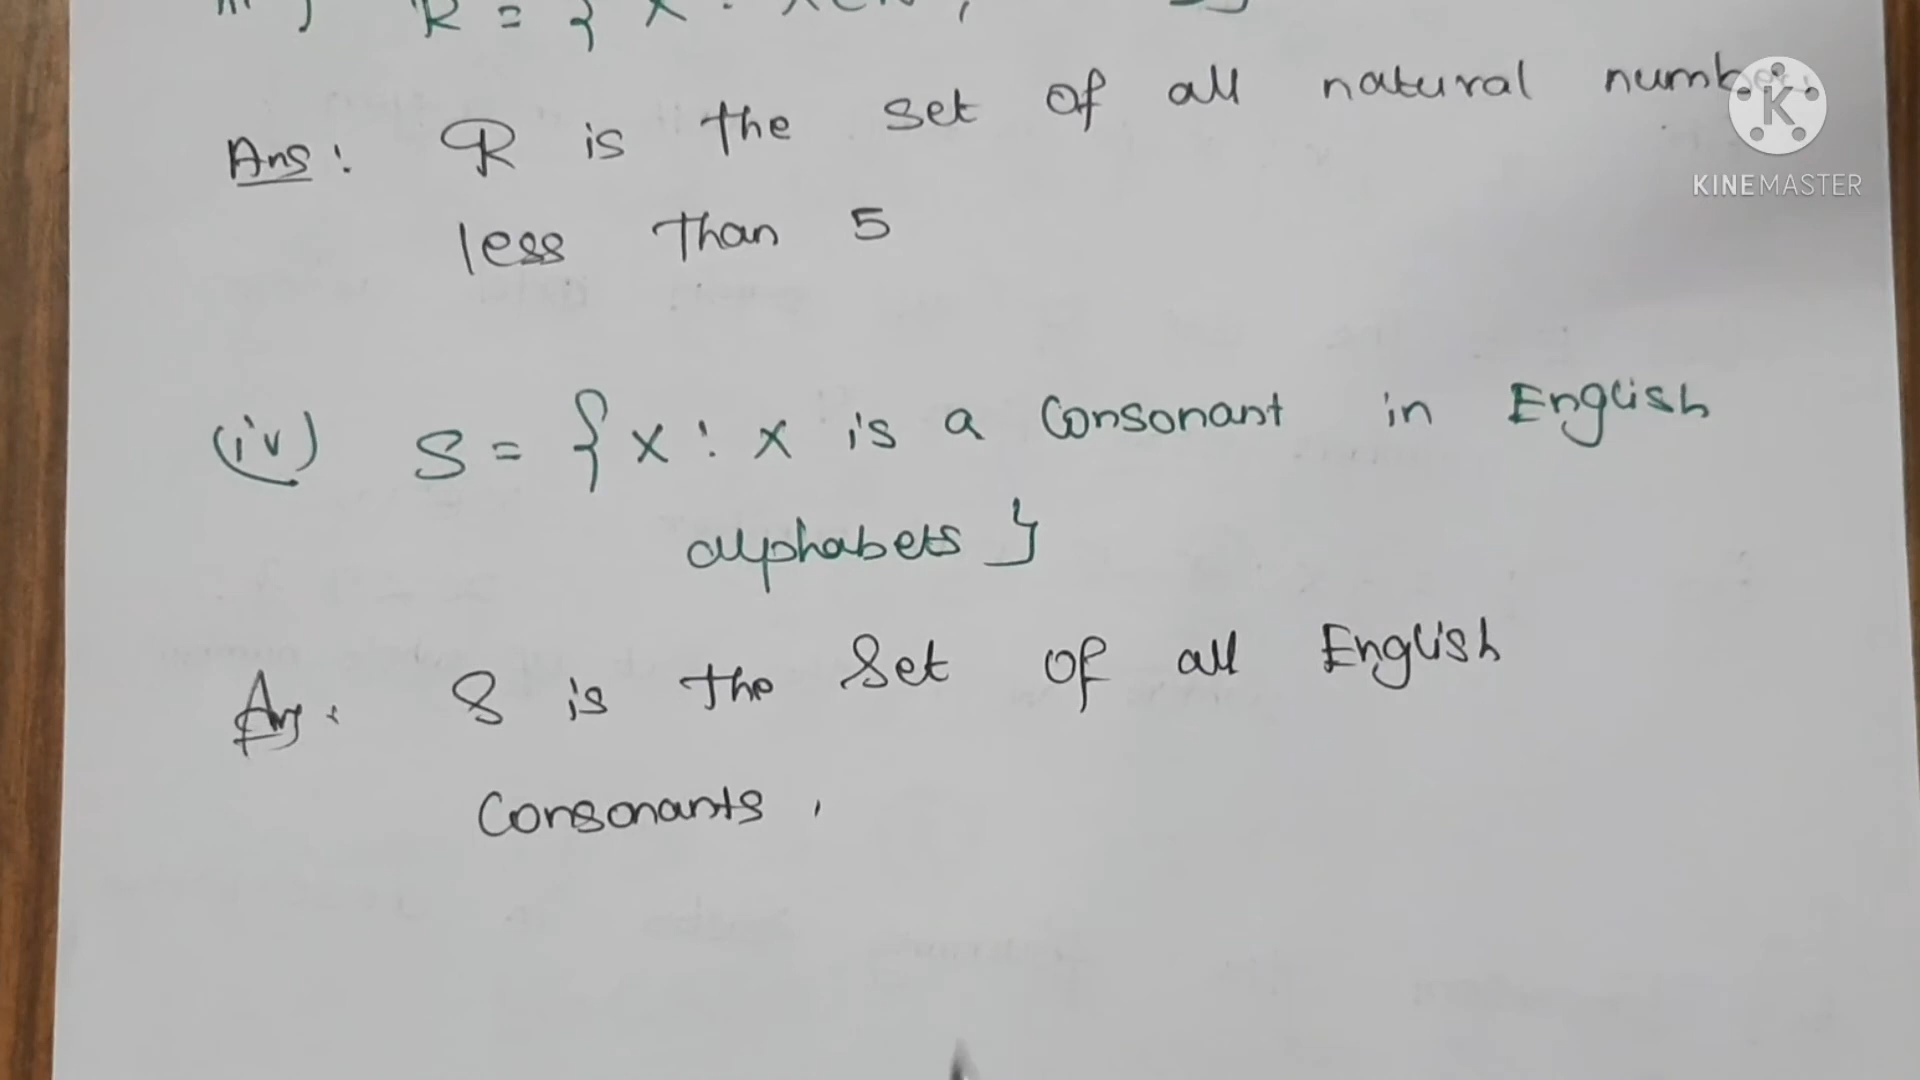 R = { x : x
Ans : R is the set of all natural
less than 5
(iv) S = { x : x is a consonant in English
alphabets }
Ans : S is the set of all English
consonants .
KINEMASTER